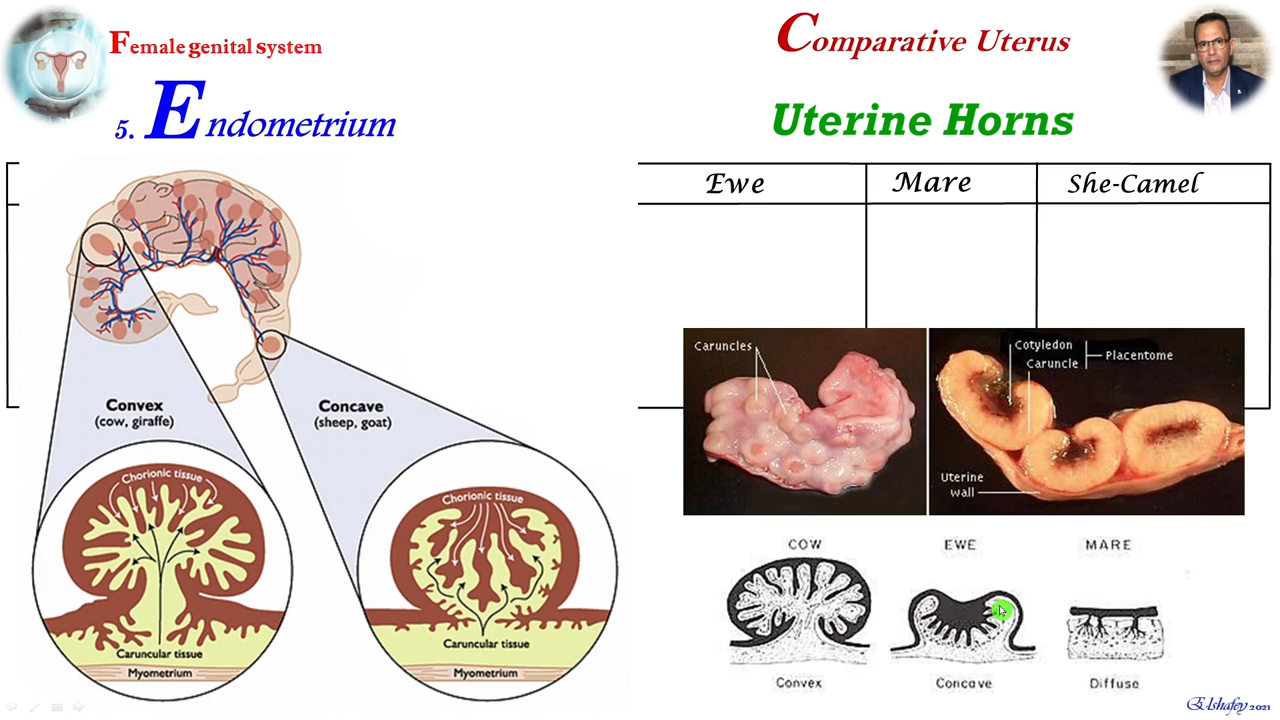 Female genital system
5. Endometrium
Comparative Uterus
Uterine Horns
Ewe
Mare
She-Camel
Convex
(cow, giraffe)
Concave
(sheep, goat)
Chorionic tissue
Caruncular tissue
Myometrium
Chorionic tissue
Caruncular tissue
Myometrium
Caruncles
Cotyledon
Caruncle
Placentome
Uterine
wall
COW
EWE
MARE
Convex
Concave
Diffuse
Elshafey 2021